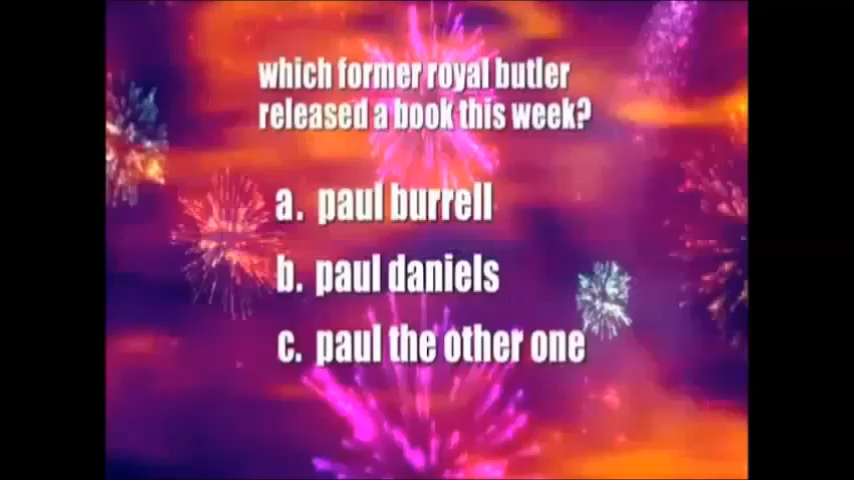 which former royal butler
released a book this week?
a. paul burrell
b. paul daniels
c. paul the other one